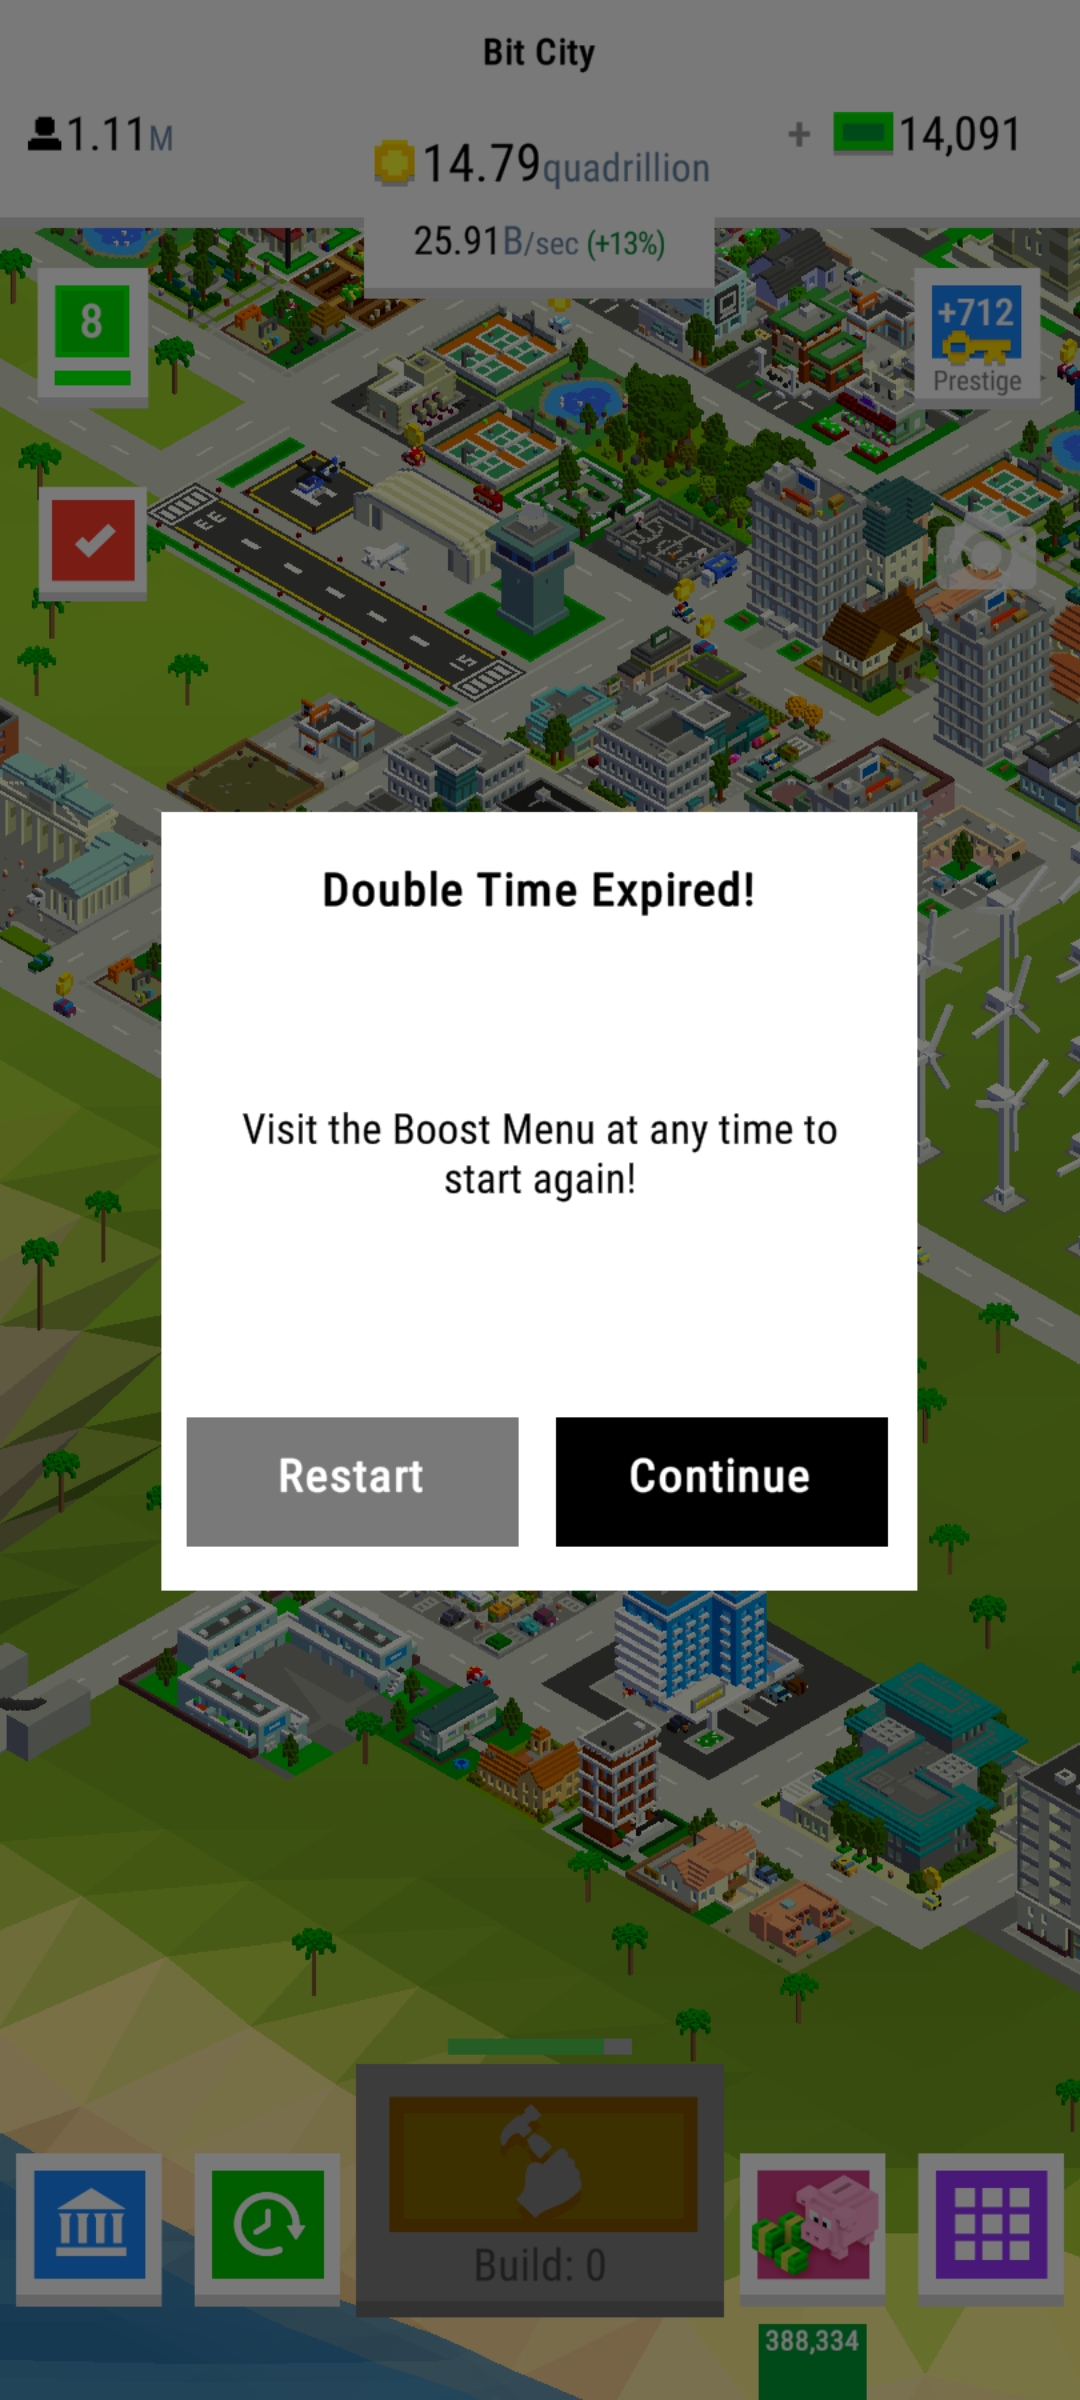 Bit City
1.11M
14.79quadrillion
+ 14,091
25.91B/sec (+13%)
8
+712
Prestige
Double Time Expired!
Visit the Boost Menu at any time to
start again!
Restart
Continue
Build: 0
388,334